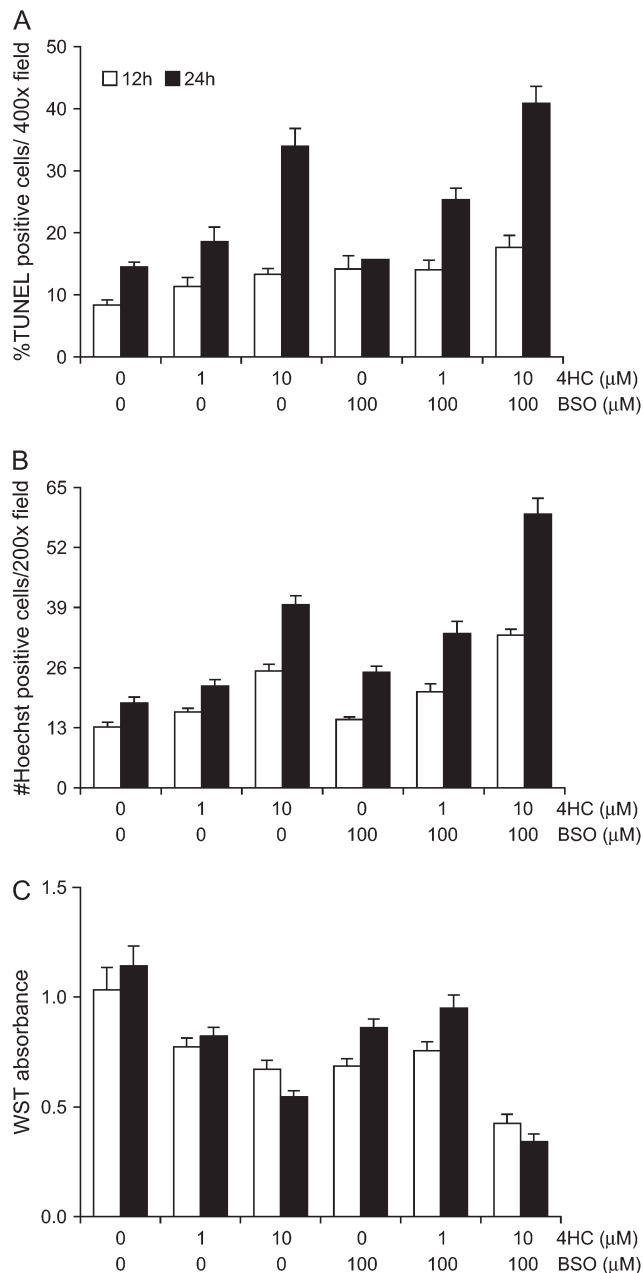 A
%TUNEL positive cells/ 400x field
50
40
30
20
10
0
12h 24h
0 1 10 0 1 10 4HC (μM)
0 0 0 100 100 100 BSO (μM)
B
#Hoechst positive cells/200x field
65
52
39
26
13
0
0 1 10 0 1 10 4HC (μM)
0 0 0 100 100 100 BSO (μM)
C
WST absorbance
1.5
1.0
0.5
0.0
0 1 10 0 1 10 4HC (μM)
0 0 0 100 100 100 BSO (μM)